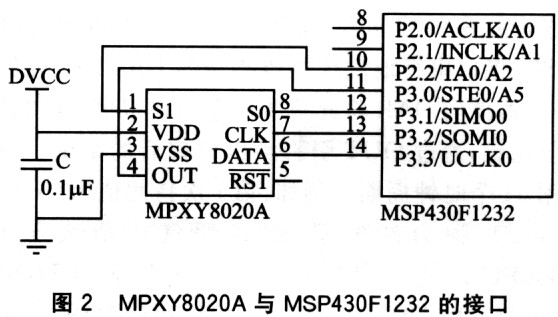 8 P2.0/ACLK/A0
9 P2.1/INCLK/A1
10 P2.2/TA0/A2
11 P3.0/STE0/A5
12 P3.1/SIMO0
13 P3.2/SOMI0
14 P3.3/UCLK0
MSP430F1232
DVCC
C
0.1μF
1 S1
2 VDD
3 VSS
4 OUT
S0 8
CLK 7
DATA 6
RST 5
MPXY8020A
图 2 MPXY8020A 与 MSP430F1232 的接口